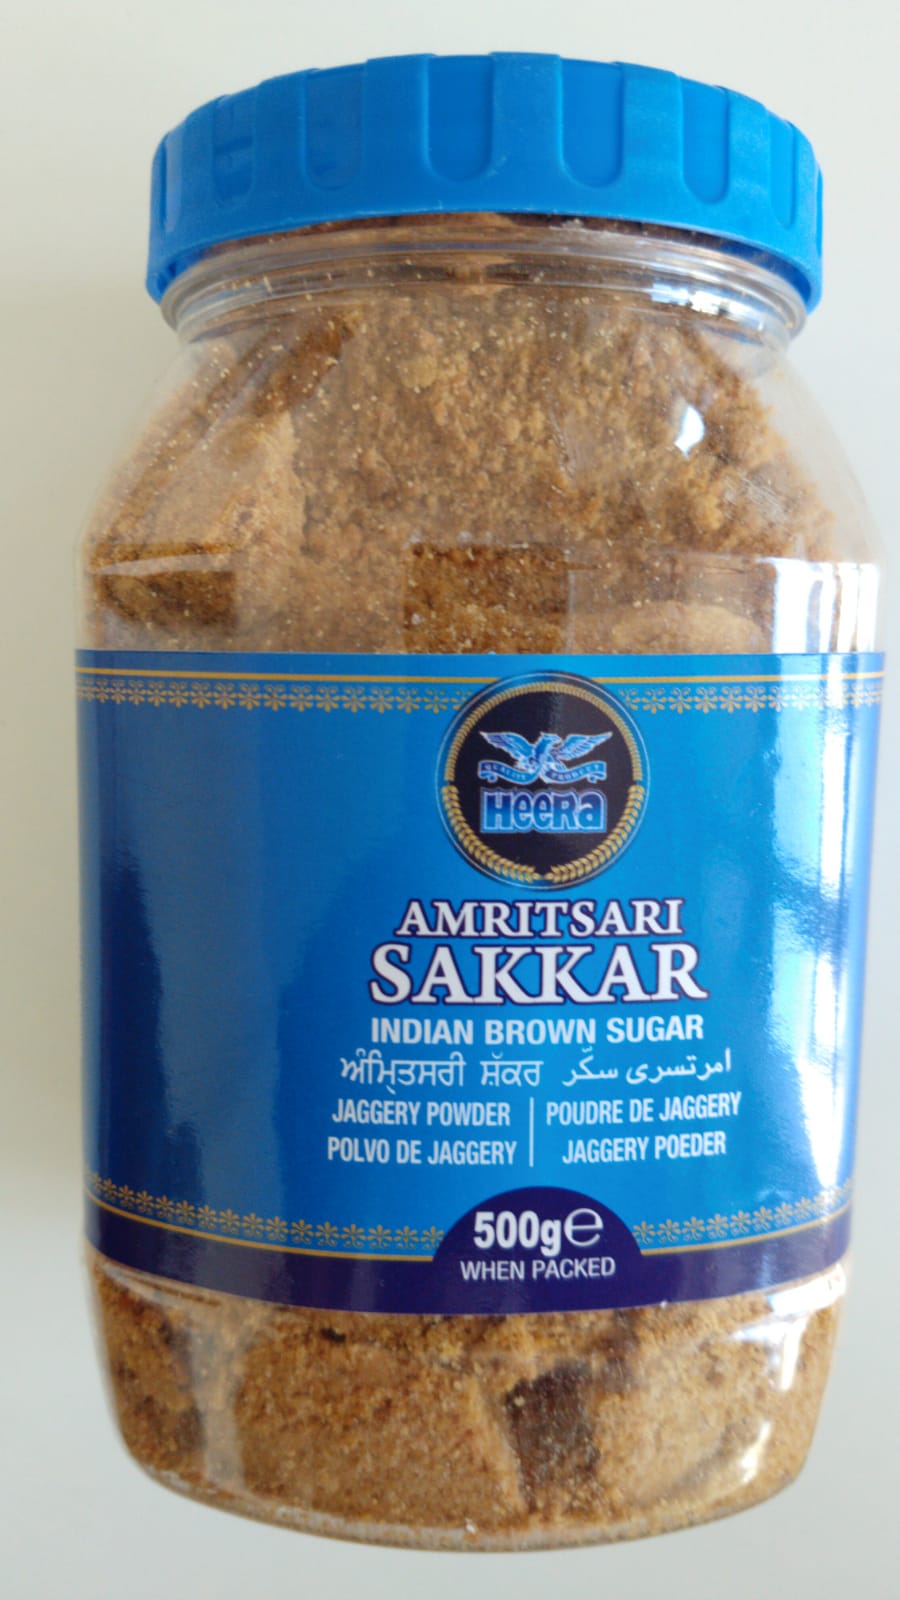 QUALITY PRODUCT
HEERA
AMRITSARI
SAKKAR
INDIAN BROWN SUGAR
ਅੰਮ੍ਰਿਤਸਰੀ ਸ਼ੱਕਰ امرتسری سکّر
JAGGERY POWDER | POUDRE DE JAGGERY
POLVO DE JAGGERY | JAGGERY POEDER
500g℮
WHEN PACKED